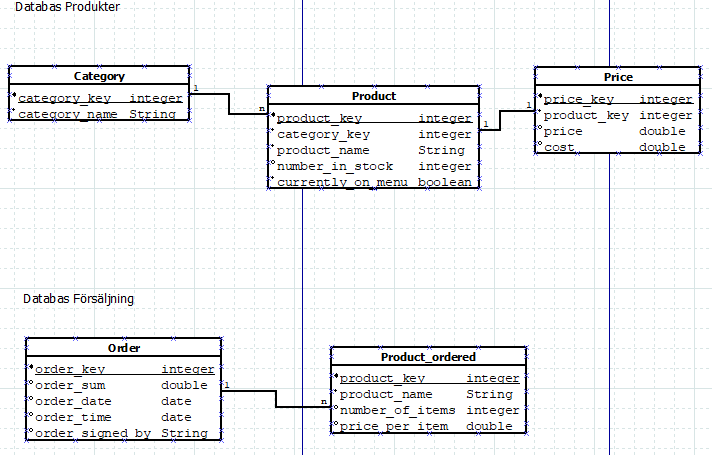 Databas Produkter
Category
category_key integer
category_name String
1
n
Product
product_key integer
category_key integer
product_name String
number_in_stock integer
currently_on_menu boolean
1
1
Price
price_key integer
product_key integer
price double
cost double
Databas Försäljning
Order
order_key integer
order_sum double
order_date date
order_time date
order_signed_by String
1
n
Product_ordered
product_key integer
product_name String
number_of_items integer
price_per_item double